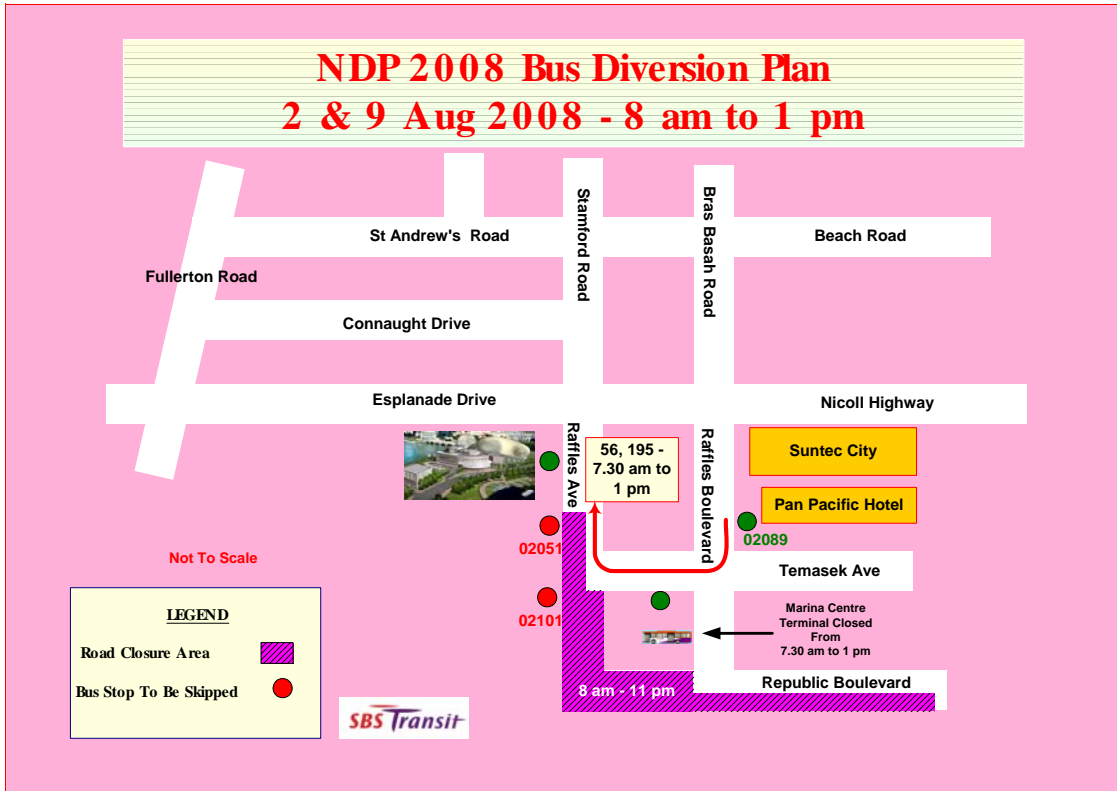 NDP 2008 Bus Diversion Plan
2 & 9 Aug 2008 - 8 am to 1 pm
Stamford Road
Bras Basah Road
St Andrew's Road
Beach Road
Fullerton Road
Connaught Drive
Esplanade Drive
Nicoll Highway
Raffles Ave
56, 195 -
7.30 am to
1 pm
Raffles Boulevard
Suntec City
Pan Pacific Hotel
02051
02089
Not To Scale
Temasek Ave
02101
Marina Centre
Terminal Closed
From
7.30 am to 1 pm
LEGEND
Road Closure Area
Bus Stop To Be Skipped
8 am - 11 pm
Republic Boulevard
SBS Transit